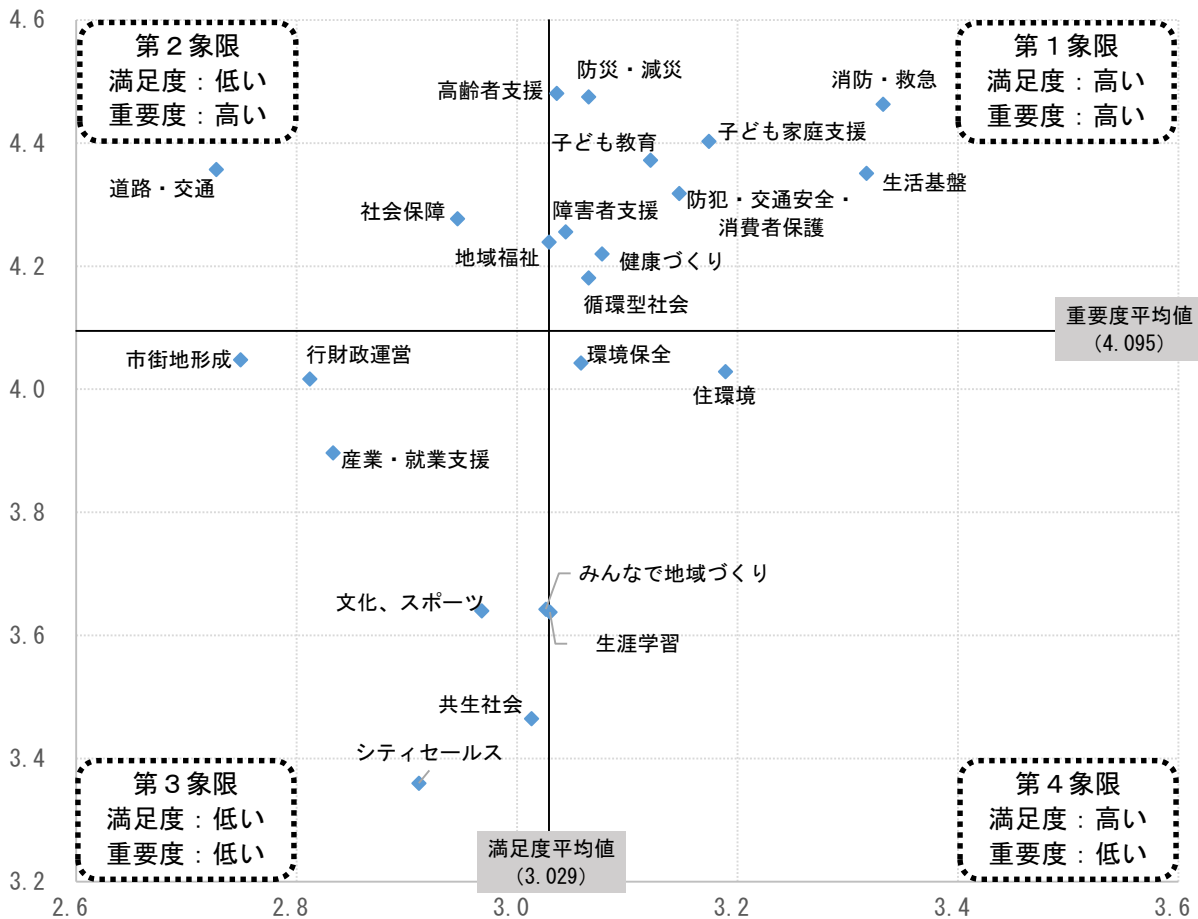 4.6
第２象限
満足度：低い
重要度：高い
第１象限
満足度：高い
重要度：高い
防災・減災
高齢者支援
消防・救急
4.4
子ども教育
子ども家庭支援
道路・交通
生活基盤
社会保障
障害者支援
防犯・交通安全・
消費者保護
地域福祉
健康づくり
4.2
循環型社会
重要度平均値
（4.095）
市街地形成
行財政運営
環境保全
4.0
住環境
産業・就業支援
3.8
みんなで地域づくり
文化、スポーツ
3.6
生涯学習
共生社会
シティセールス
3.4
第３象限
満足度：低い
重要度：低い
第４象限
満足度：高い
重要度：低い
満足度平均値
（3.029）
3.2
2.6
2.8
3.0
3.2
3.4
3.6